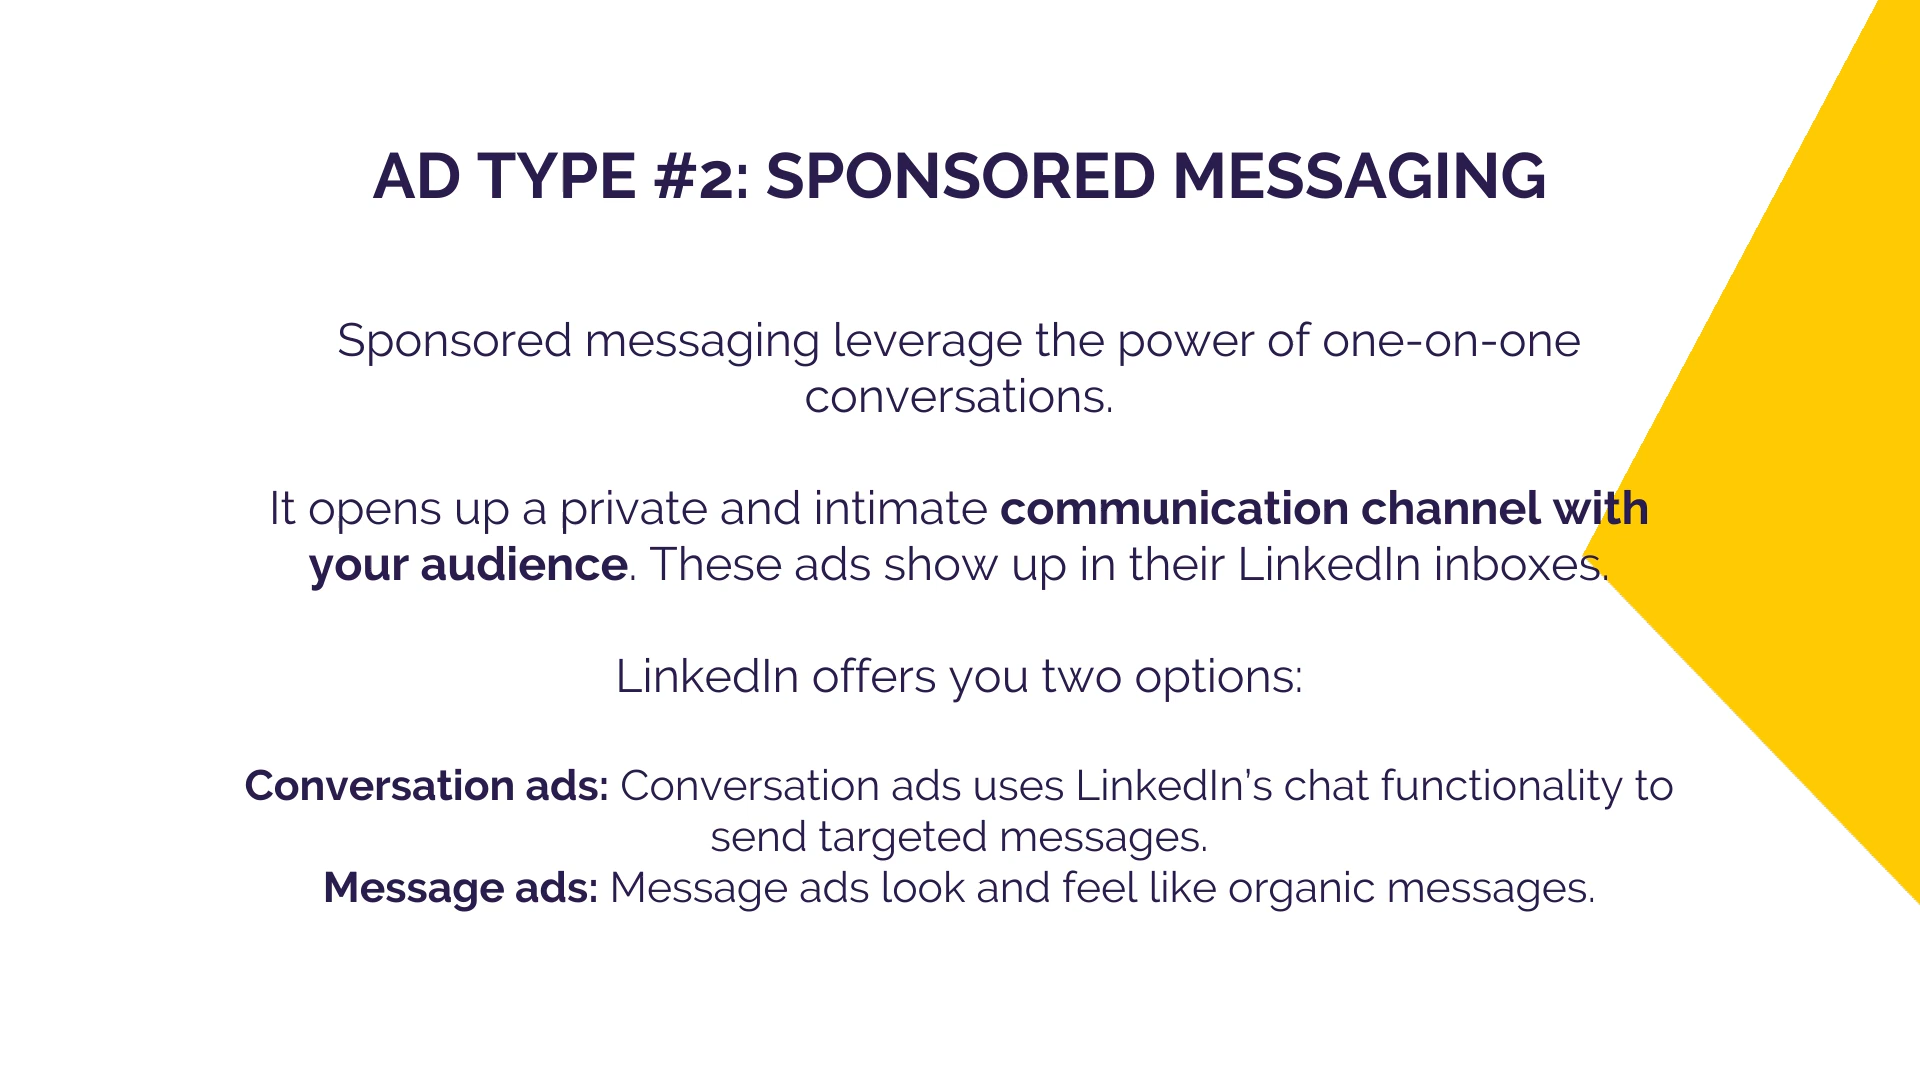 AD TYPE #2: SPONSORED MESSAGING
Sponsored messaging leverage the power of one-on-one
conversations.
It opens up a private and intimate communication channel with
your audience. These ads show up in their LinkedIn inboxes.
LinkedIn offers you two options:
Conversation ads: Conversation ads uses LinkedIn’s chat functionality to
send targeted messages.
Message ads: Message ads look and feel like organic messages.